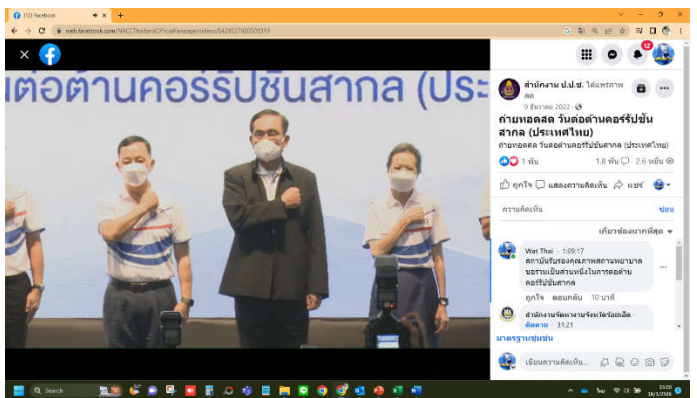 (12) Facebook
web.facebook.com/NACCThailandOfficialFanpage/videos/
12
นต่อต้านคอร์รัปชันสากล (ประ
สำนักงาน ป.ป.ช. ได้แพร่ภาพ
สด
9 ธันวาคม 2022
ถ่ายทอดสด วันต่อต้านคอร์รัปชัน
สากล (ประเทศไทย)
ถ่ายทอดสด วันต่อต้านคอร์รัปชันสากล (ประเทศไทย)
1 พัน 1.8 พัน 2.6 หมื่น
ถูกใจ แสดงความคิดเห็น แชร์
ความคิดเห็น ซ่อน
เกี่ยวข้องมากที่สุด
Wat Thai · 1:09:17
สถาบันรับรองคุณภาพสถานพยาบาล
ขอร่วมเป็นส่วนหนึ่งในการต่อต้าน
คอร์รัปชันสากล
ถูกใจ ตอบกลับ 10 นาที
สำนักงานจัดหางานจังหวัดร้อยเอ็ด ·
ติดตาม · 31:21
มาตรฐานชุมชน
เขียนความคิดเห็น...
Search
15:00
18/5/2566